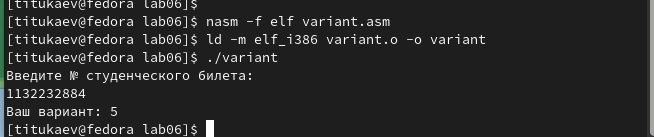 [titukaev@fedora lab06]$
[titukaev@fedora lab06]$ nasm -f elf variant.asm
[titukaev@fedora lab06]$ ld -m elf_i386 variant.o -o variant
[titukaev@fedora lab06]$ ./variant
Введите № студенческого билета:
1132232884
Ваш вариант: 5
[titukaev@fedora lab06]$